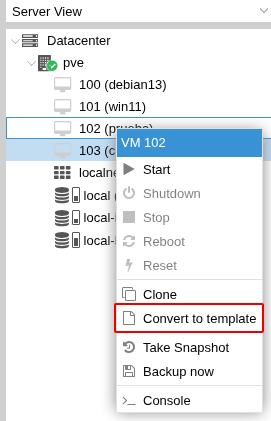 Server View
Datacenter
pve
100 (debian13)
101 (win11)
102 (prueba)
103 (c
localne
local (
local-
local-
VM 102
Start
Shutdown
Stop
Reboot
Reset
Clone
Convert to template
Take Snapshot
Backup now
Console